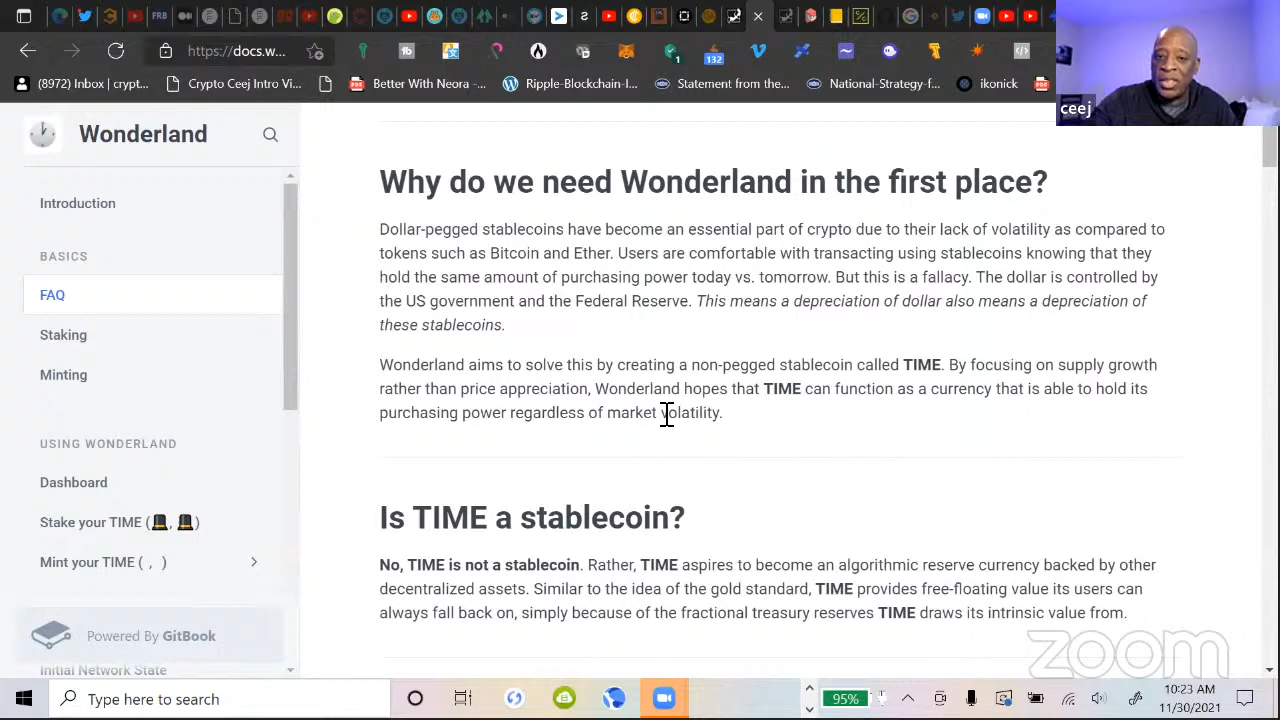 https://docs.w...
132
(8972) Inbox | crypt...
Crypto Ceej Intro Vi...
Better With Neora -...
Ripple-Blockchain-I...
Statement from the...
National-Strategy-f...
ikonick
ceej
Wonderland
Introduction
BASICS
FAQ
Staking
Minting
USING WONDERLAND
Dashboard
Stake your TIME (🎩, 🎩)
Mint your TIME ( , )
Powered By GitBook
Initial Network State
Why do we need Wonderland in the first place?
Dollar-pegged stablecoins have become an essential part of crypto due to their lack of volatility as compared to
tokens such as Bitcoin and Ether. Users are comfortable with transacting using stablecoins knowing that they
hold the same amount of purchasing power today vs. tomorrow. But this is a fallacy. The dollar is controlled by
the US government and the Federal Reserve. This means a depreciation of dollar also means a depreciation of
these stablecoins.
Wonderland aims to solve this by creating a non-pegged stablecoin called TIME. By focusing on supply growth
rather than price appreciation, Wonderland hopes that TIME can function as a currency that is able to hold its
purchasing power regardless of market volatility.
Is TIME a stablecoin?
No, TIME is not a stablecoin. Rather, TIME aspires to become an algorithmic reserve currency backed by other
decentralized assets. Similar to the idea of the gold standard, TIME provides free-floating value its users can
always fall back on, simply because of the fractional treasury reserves TIME draws its intrinsic value from.
zoom
Type here to search
95%
10:23 AM
11/30/2021